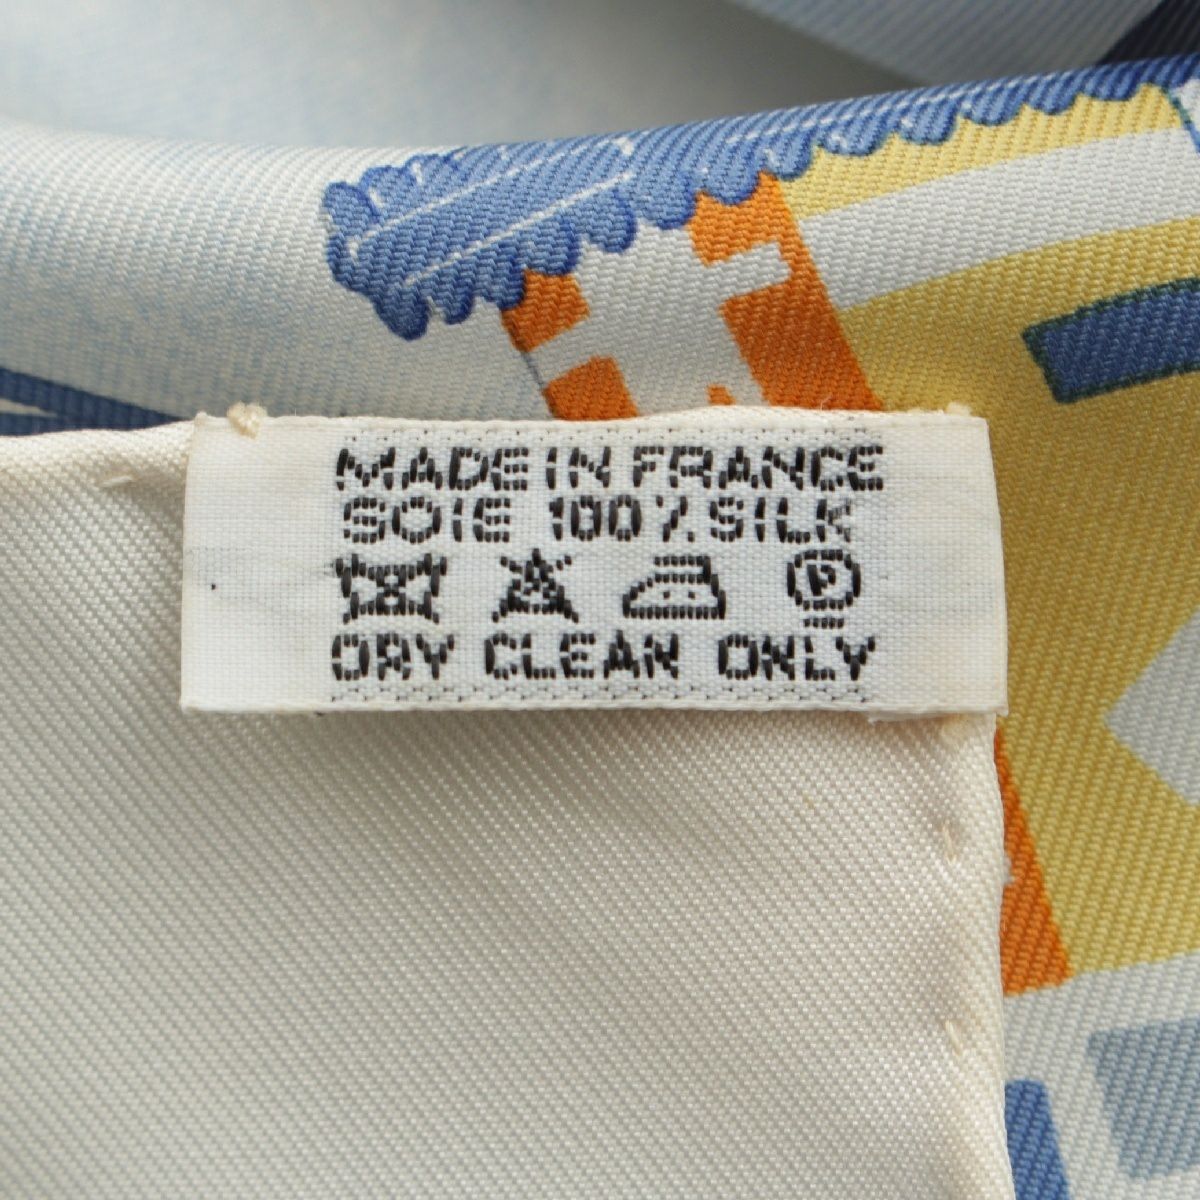 MADE IN FRANCE
SOIE 100% SILK
P
DRY CLEAN ONLY